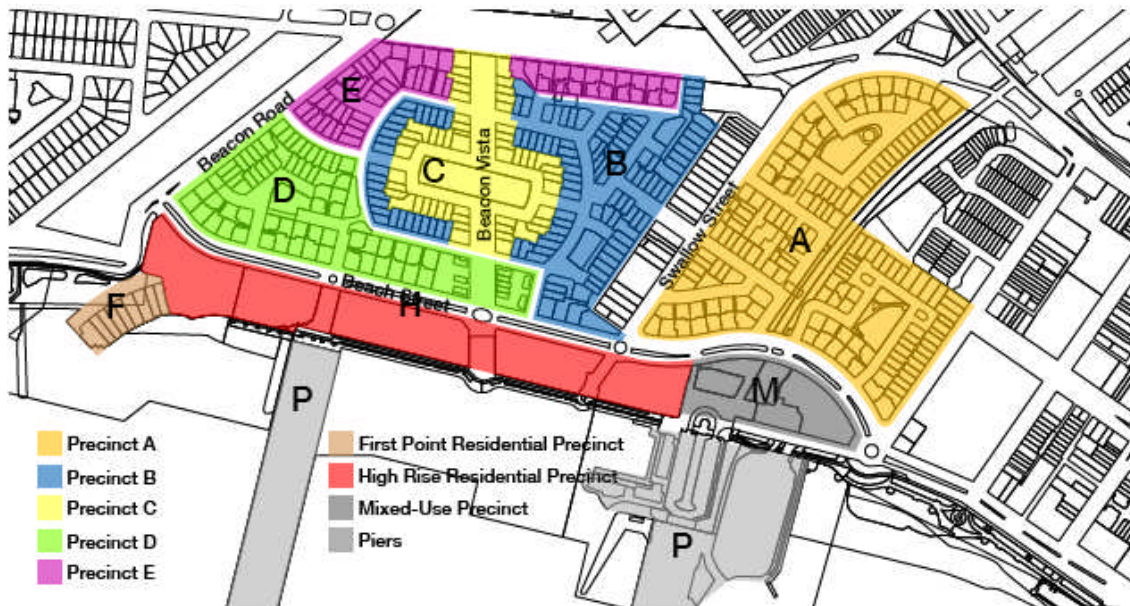 E
Beacon Road
Beacon Vista
B
C
D
Swallow Street
A
F
Beach Street
H
M
P
P
Precinct A
Precinct B
Precinct C
Precinct D
Precinct E
First Point Residential Precinct
High Rise Residential Precinct
Mixed-Use Precinct
Piers